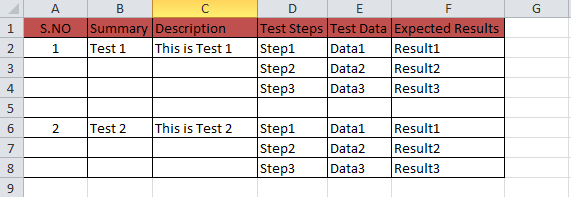 A B C D E F G
1 S.NO Summary Description Test Steps Test Data Expected Results
2 1 Test 1 This is Test 1 Step1 Data1 Result1
3 Step2 Data2 Result2
4 Step3 Data3 Result3
5
6 2 Test 2 This is Test 2 Step1 Data1 Result1
7 Step2 Data2 Result2
8 Step3 Data3 Result3
9